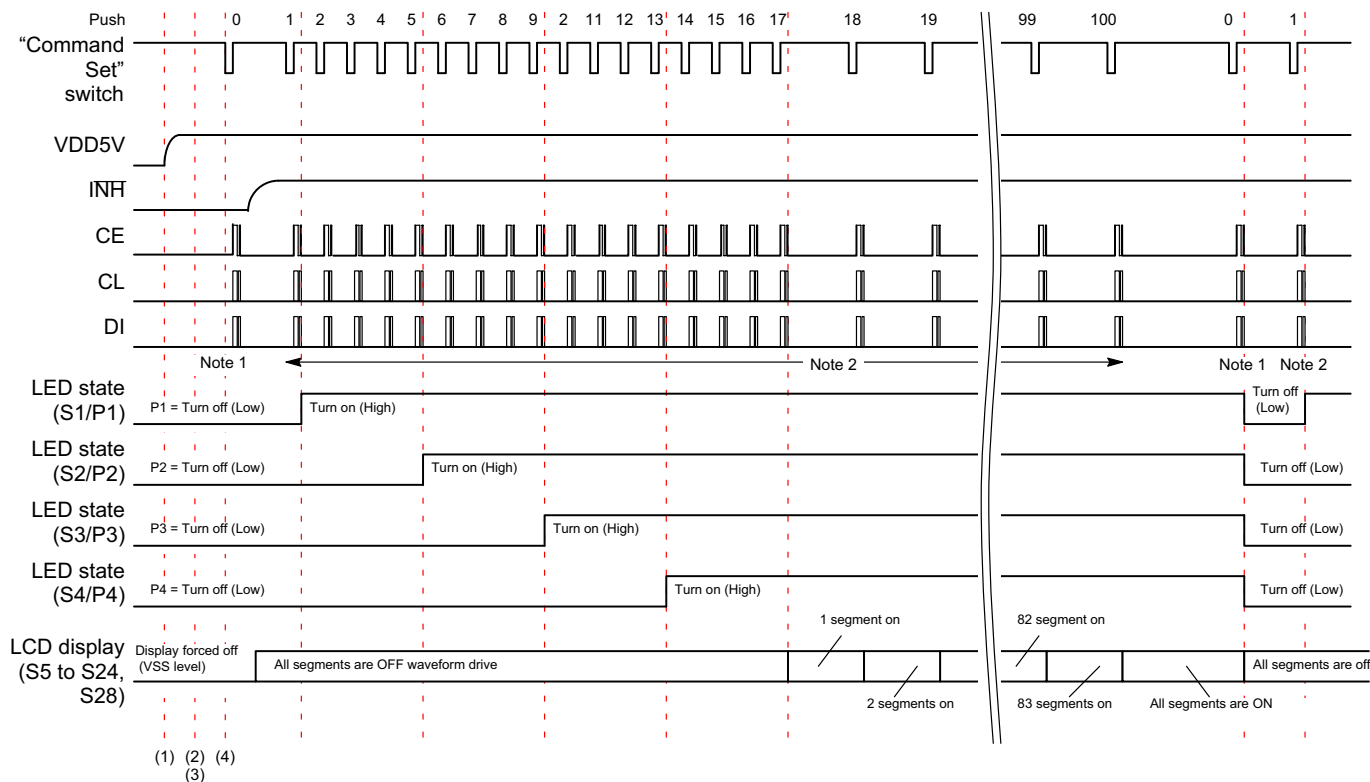 Push 0 1 2 3 4 5 6 7 8 9 2 11 12 13 14 15 16 17 18 19 99 100 0 1
“Command
Set”
switch
VDD5V
INH
CE
CL
DI
Note 1 Note 2 Note 1 Note 2
LED state
(S1/P1)
P1 = Turn off (Low) Turn on (High) Turn off
(Low)
LED state
(S2/P2)
P2 = Turn off (Low) Turn on (High) Turn off (Low)
LED state
(S3/P3)
P3 = Turn off (Low) Turn on (High) Turn off (Low)
LED state
(S4/P4)
P4 = Turn off (Low) Turn on (High) Turn off (Low)
1 segment on 82 segment on
LCD display
(S5 to S24,
S28)
Display forced off
(VSS level)
All segments are OFF waveform drive All segments are off
2 segments on 83 segments on All segments are ON
(1) (2) (4)
(3)